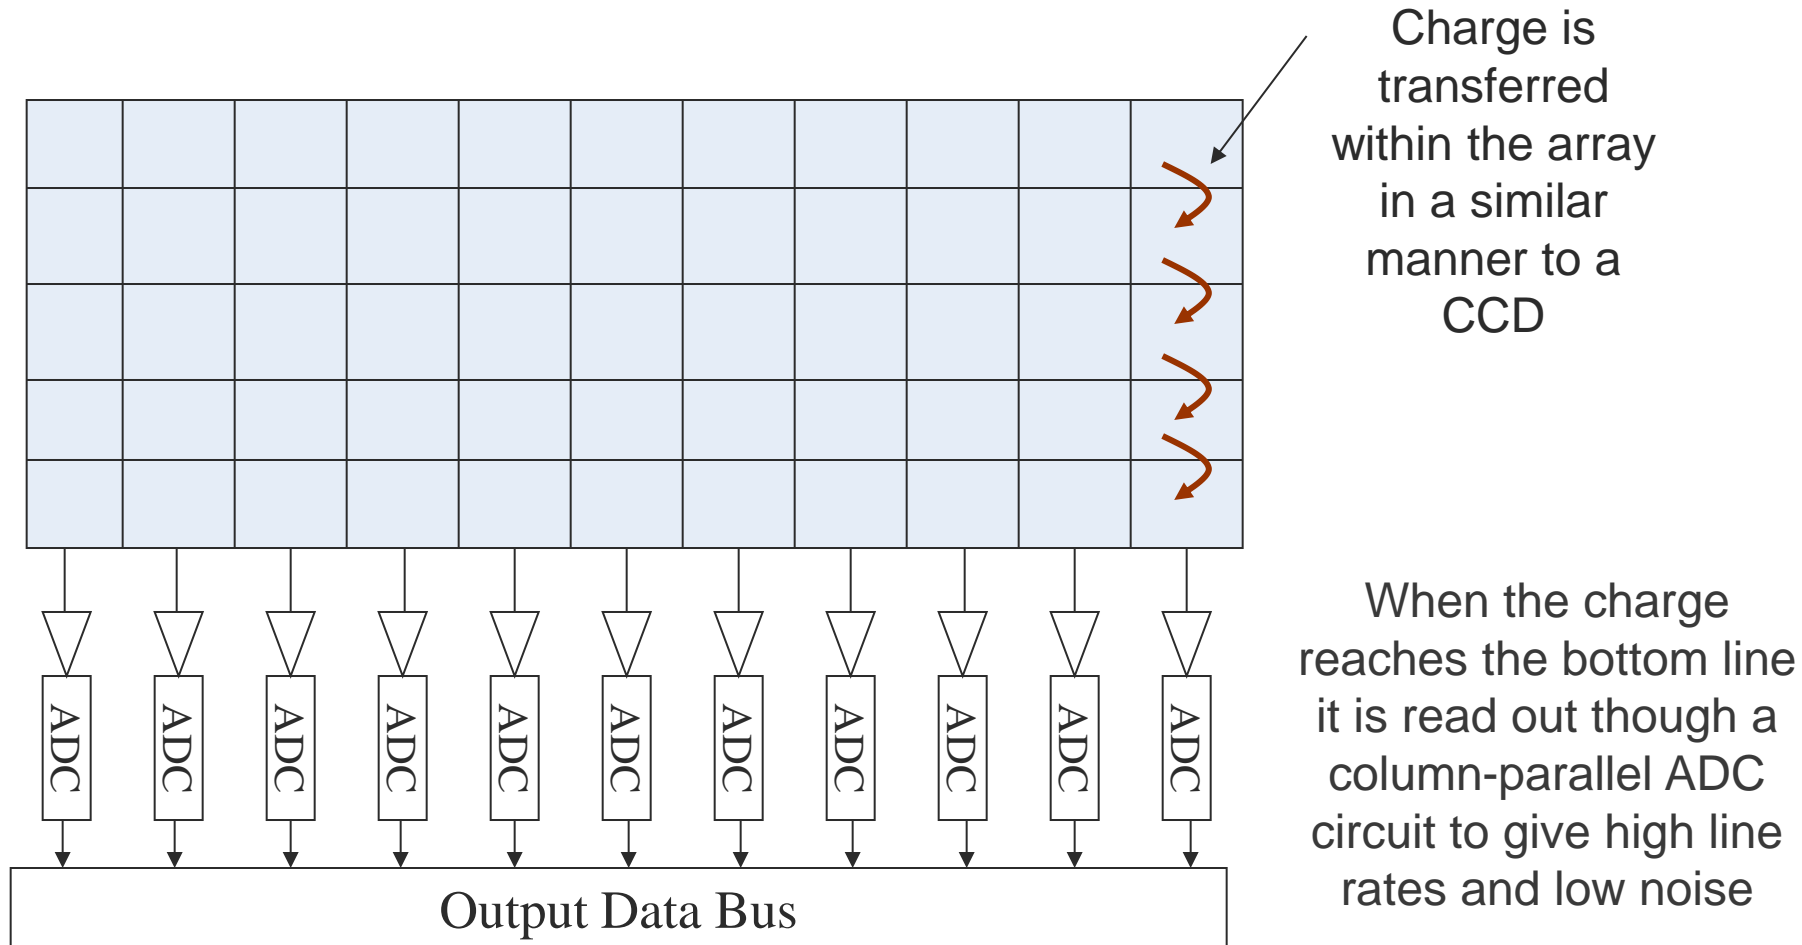 Charge is
transferred
within the array
in a similar
manner to a
CCD
When the charge
reaches the bottom line
it is read out though a
column-parallel ADC
circuit to give high line
rates and low noise
ADC
ADC
ADC
ADC
ADC
ADC
ADC
ADC
ADC
ADC
ADC
Output Data Bus